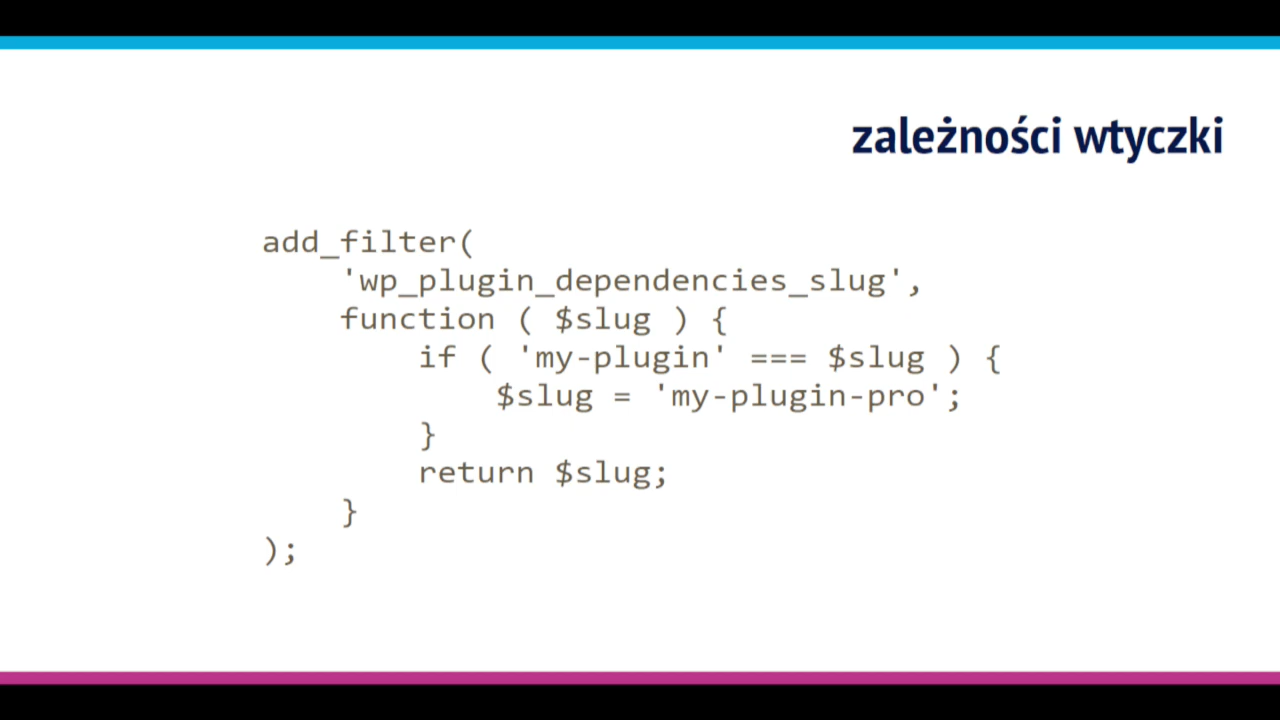 zależności wtyczki
add_filter(
    'wp_plugin_dependencies_slug',
    function ( $slug ) {
        if ( 'my-plugin' === $slug ) {
            $slug = 'my-plugin-pro';
        }
        return $slug;
    }
);